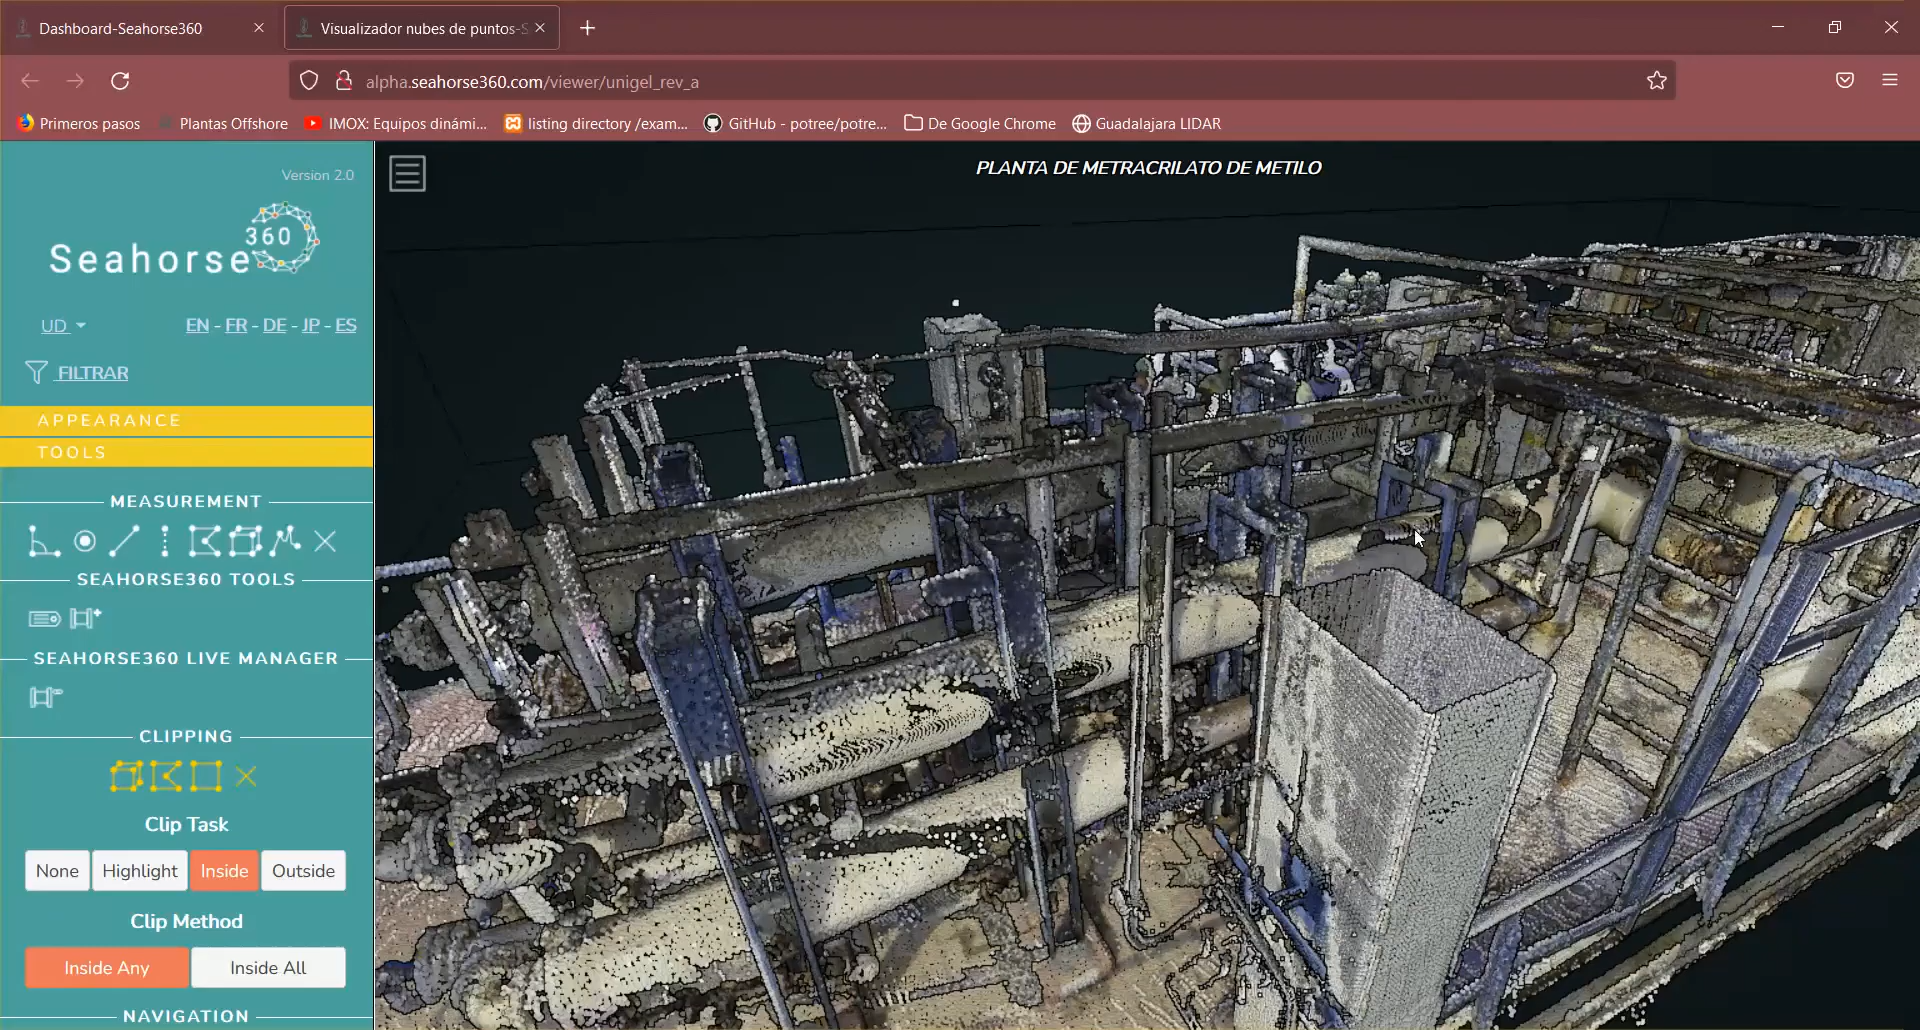 Dashboard-Seahorse360
Visualizador nubes de puntos-S
alpha.seahorse360.com/viewer/unigel_rev_a
Primeros pasos
Plantas Offshore
IMOX: Equipos dinámi...
listing directory /exam...
GitHub - potree/potre...
De Google Chrome
Guadalajara LIDAR
Version 2.0
Seahorse
360
UD
EN - FR - DE - JP - ES
FILTRAR
APPEARANCE
TOOLS
MEASUREMENT
SEAHORSE360 TOOLS
SEAHORSE360 LIVE MANAGER
CLIPPING
Clip Task
None
Highlight
Inside
Outside
Clip Method
Inside Any
Inside All
NAVIGATION
PLANTA DE METRACRILATO DE METILO